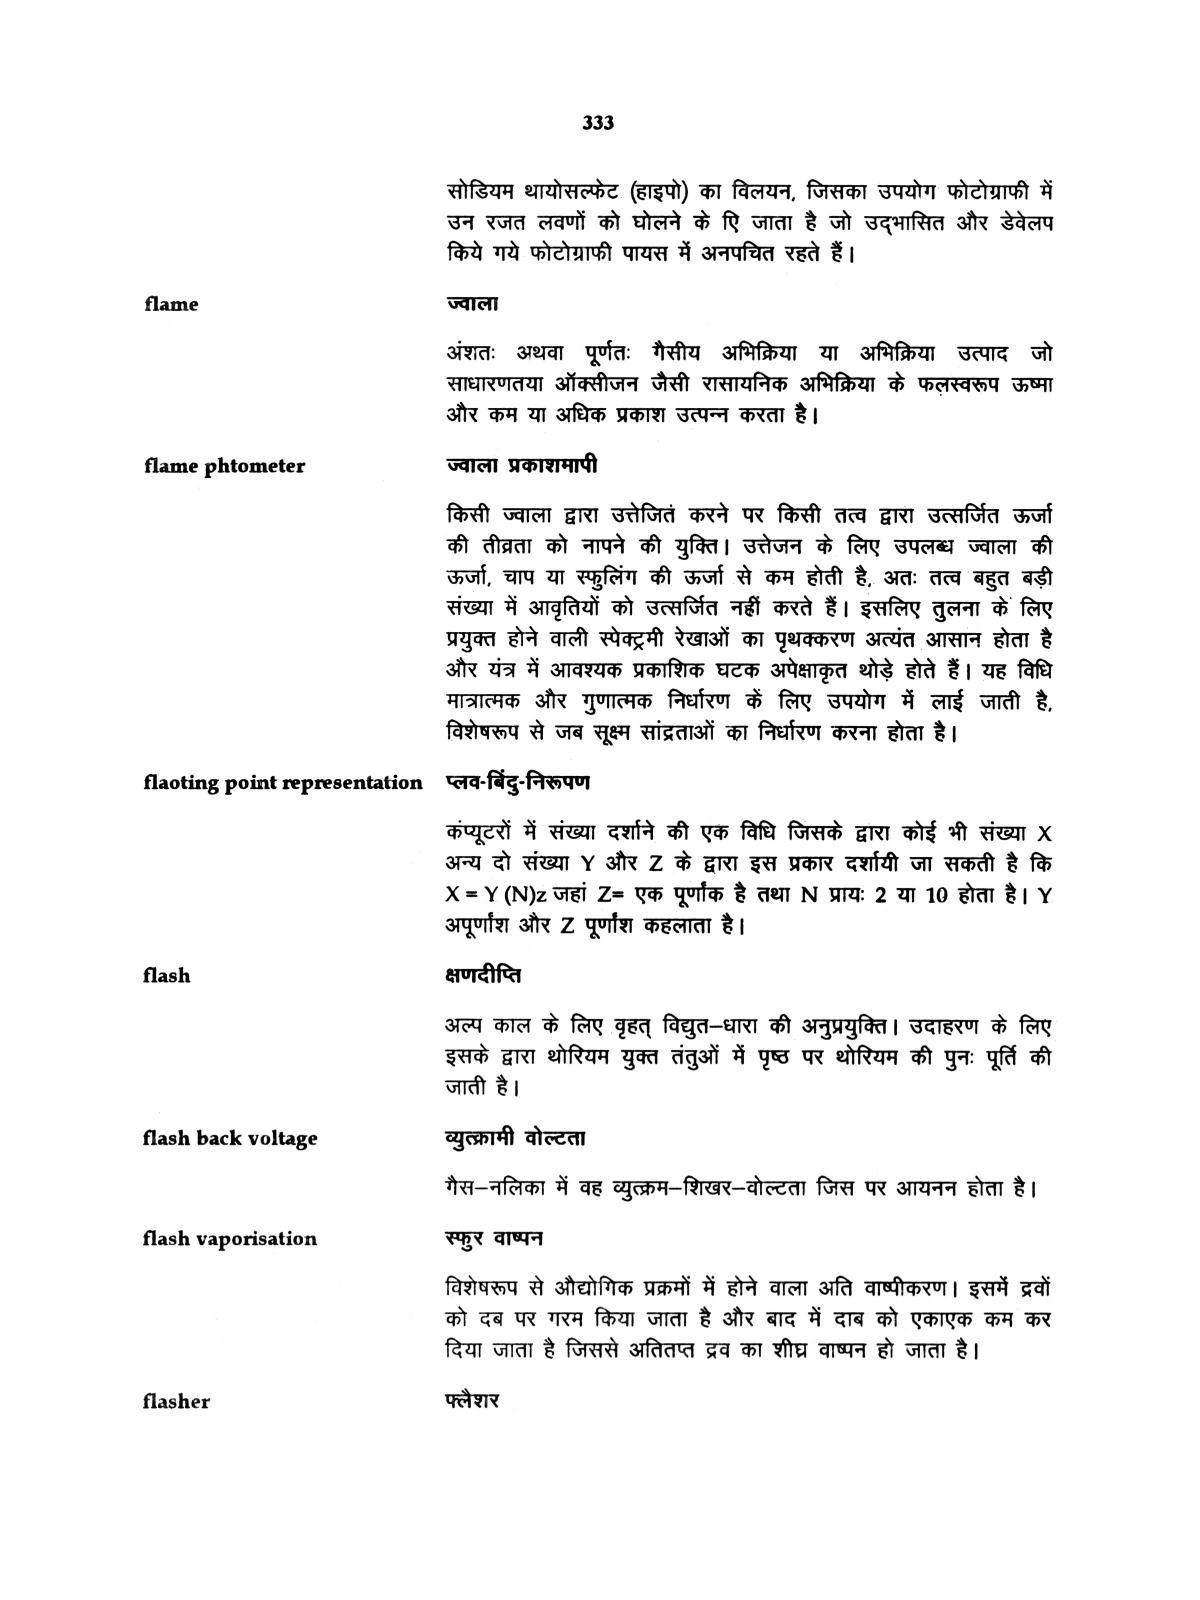 333
सोडियम थायोसल्फेट (हाइपो) का विलयन, जिसका उपयोग फोटोग्राफी में
उन रजत लवणों को घोलने के एि जाता है जो उद्भासित और डेवेलप
किये गये फोटोग्राफी पायस में अनपचित रहते हैं।
flame ज्वाला
अंशतः अथवा पूर्णतः गैसीय अभिक्रिया या अभिक्रिया उत्पाद जो
साधारणतया ऑक्सीजन जैसी रासायनिक अभिक्रिया के फलस्वरूप ऊष्मा
और कम या अधिक प्रकाश उत्पन्न करता है।
flame phtometer ज्वाला प्रकाशमापी
किसी ज्वाला द्वारा उत्तेजितं करने पर किसी तत्व द्वारा उत्सर्जित ऊर्जा
की तीव्रता को नापने की युक्ति। उत्तेजन के लिए उपलब्ध ज्वाला की
ऊर्जा, चाप या स्फुलिंग की ऊर्जा से कम होती है, अतः तत्व बहुत बड़ी
संख्या में आवृतियों को उत्सर्जित नहीं करते हैं। इसलिए तुलना के लिए
प्रयुक्त होने वाली स्पेक्ट्रमी रेखाओं का पृथक्करण अत्यंत आसान होता है
और यंत्र में आवश्यक प्रकाशिक घटक अपेक्षाकृत थोड़े होते हैं। यह विधि
मात्रात्मक और गुणात्मक निर्धारण कें लिए उपयोग में लाई जाती है,
विशेषरूप से जब सूक्ष्म सांद्रताओं का निर्धारण करना होता है।
flaoting point representation प्लव-बिंदु-निरूपण
कंप्यूटरों में संख्या दर्शाने की एक विधि जिसके द्वारा कोई भी संख्या X
अन्य दो संख्या Y और Z के द्वारा इस प्रकार दर्शायी जा सकती है कि
X = Y (N)z जहां Z= एक पूर्णांक है तथा N प्रायः 2 या 10 होता है। Y
अपूर्णांश और Z पूर्णांश कहलाता है।
flash क्षणदीप्ति
अल्प काल के लिए वृहत् विद्युत–धारा की अनुप्रयुक्ति। उदाहरण के लिए
इसके द्वारा थोरियम युक्त तंतुओं में पृष्ठ पर थोरियम की पुनः पूर्ति की
जाती है।
flash back voltage व्युत्क्रामी वोल्टता
गैस–नलिका में वह व्युत्क्रम–शिखर–वोल्टता जिस पर आयनन होता है।
flash vaporisation स्फुर वाष्पन
विशेषरूप से औद्योगिक प्रक्रमों में होने वाला अति वाष्पीकरण। इसमें द्रवों
को दब पर गरम किया जाता है और बाद में दाब को एकाएक कम कर
दिया जाता है जिससे अतितप्त द्रव का शीघ्र वाष्पन हो जाता है।
flasher फ्लैशर